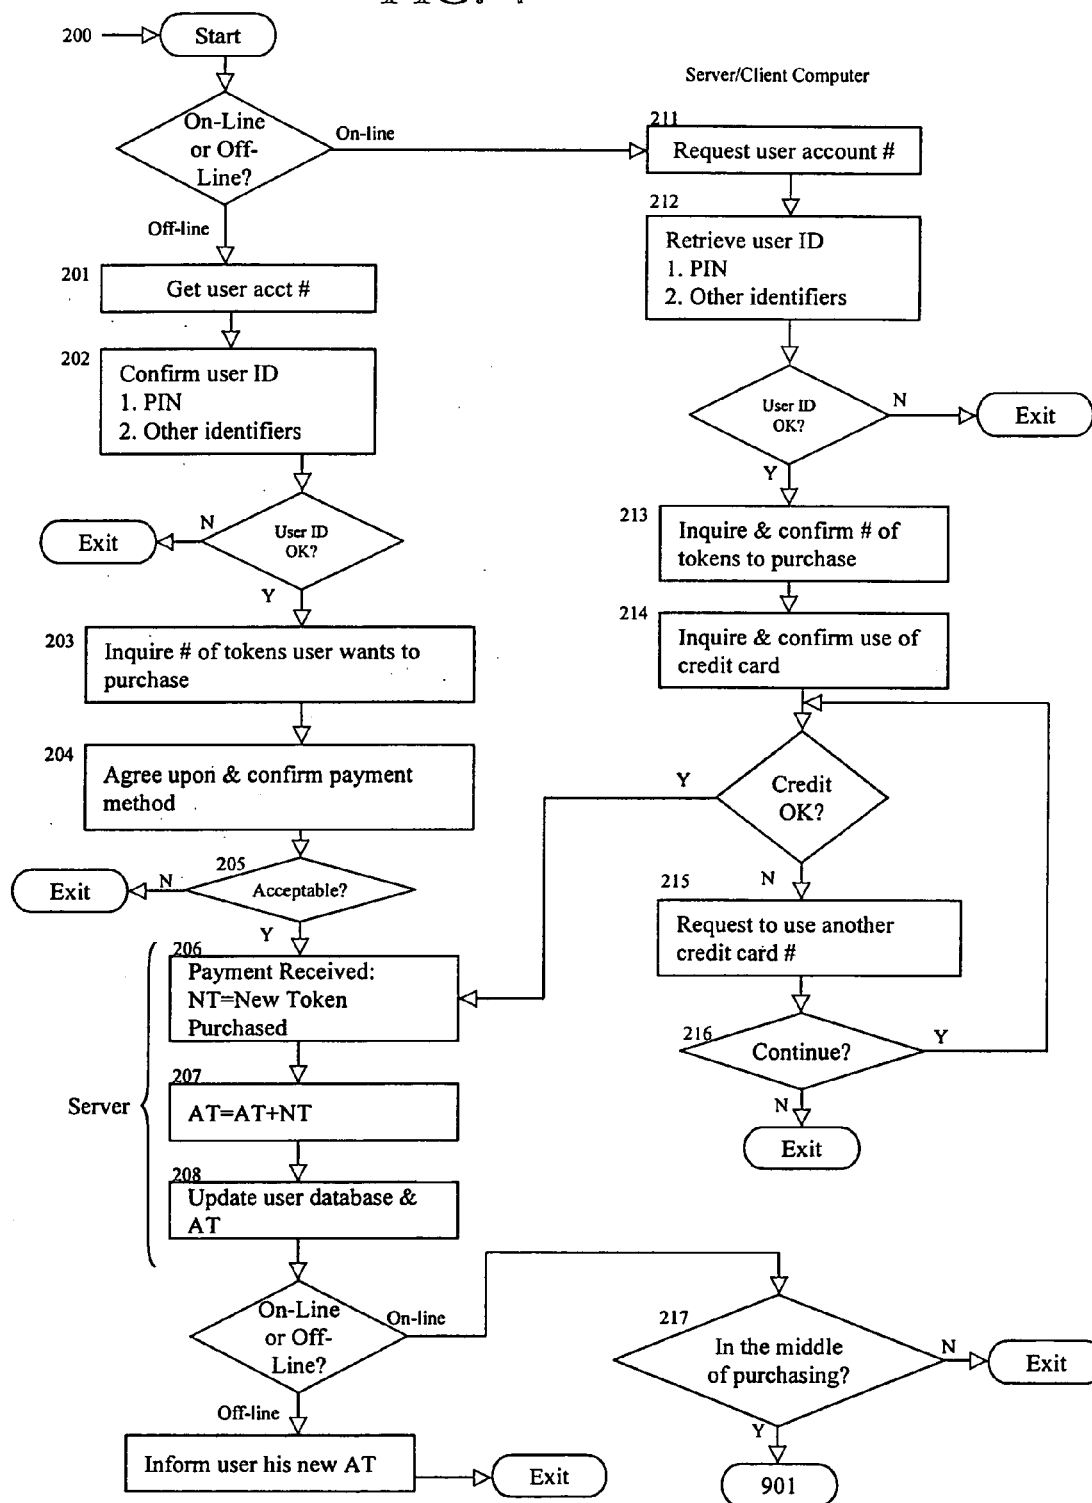 200
Start
Server/Client Computer
On-Line
or Off-
Line?
On-line
Off-line
211
Request user account #
212
Retrieve user ID
1. PIN
2. Other identifiers
201
Get user acct #
202
Confirm user ID
1. PIN
2. Other identifiers
User ID
OK?
N
Exit
Y
User ID
OK?
N
Exit
Y
213
Inquire & confirm # of
tokens to purchase
214
Inquire & confirm use of
credit card
203
Inquire # of tokens user wants to
purchase
204
Agree upon & confirm payment
method
Credit
OK?
Y
N
205
Acceptable?
N
Exit
Y
215
Request to use another
credit card #
216
Continue?
Y
N
Exit
Server
206
Payment Received:
NT=New Token
Purchased
207
AT=AT+NT
208
Update user database &
AT
On-Line
or Off-
Line?
On-line
Off-line
217
In the middle
of purchasing?
N
Exit
Y
901
Inform user his new AT
Exit